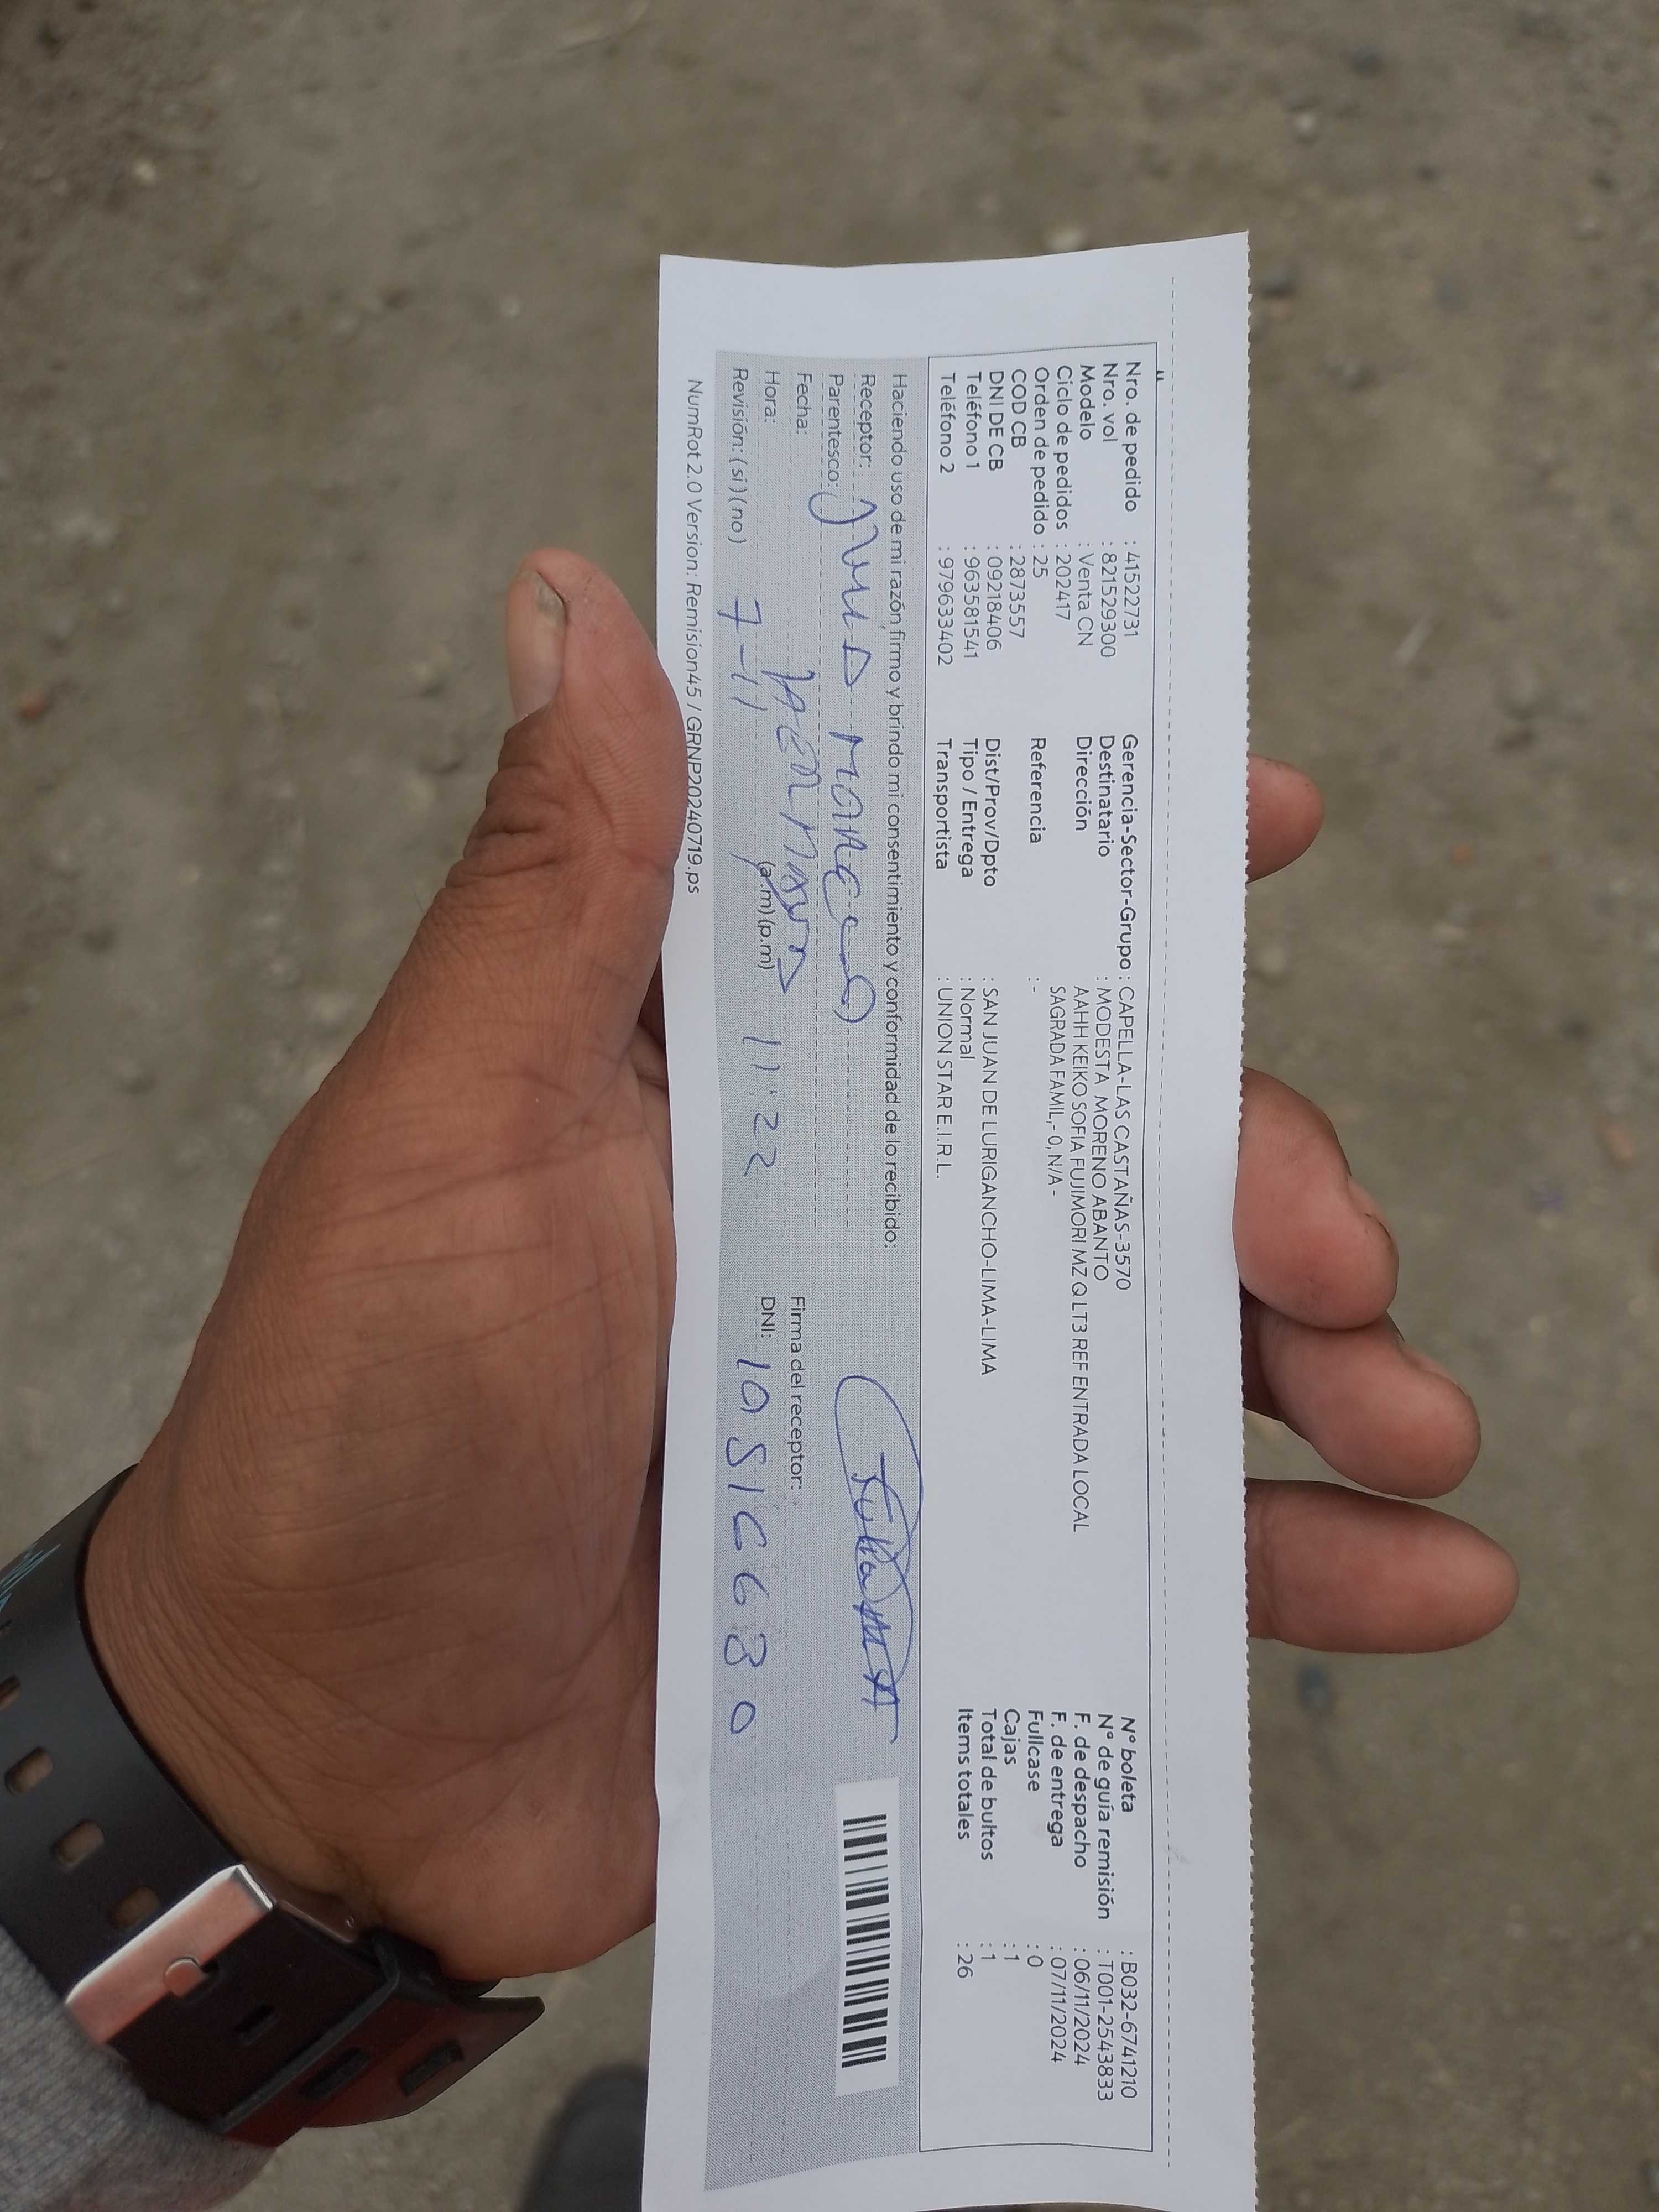 Nro. de pedido : 41522731
Nro. vol : 821529300
Modelo : Venta CN
Ciclo de pedidos : 202417
Orden de pedido : 25
COD CB : 2873557
DNI DE CB : 09218406
Teléfono 1 : 963581541
Teléfono 2 : 979633402
Gerencia-Sector-Grupo : CAPELLA-LAS CASTAÑAS-3570
Destinatario : MODESTA MORENO ABANTO
Dirección AAHH KEIKO SOFIA FUJIMORI MZ Q LT3 REF ENTRADA LOCAL
SAGRADA FAMIL,- 0, N/A -
Referencia :-
Dist/Prov/Dpto : SAN JUAN DE LURIGANCHO-LIMA-LIMA
Tipo / Entrega : Normal
Transportista : UNION STAR E.I.R.L.
N° boleta : B032-6741210
N° de guía remisión : T001-2543833
F. de despacho : 06/11/2024
F. de entrega : 07/11/2024
Fullcase : 0
Cajas : 1
Total de bultos : 1
Items totales : 26
Haciendo uso de mi razón, firmo y brindo mi consentimiento y conformidad de lo recibido:
Receptor:
Parentesco:
Fecha:
Hora: (a.m)(p.m) 11:22
Revisión: (si) (no) 7-11
Firma del receptor:
DNI:
NumRot 2.0 Version: Remision45 / GRNP20240719.ps